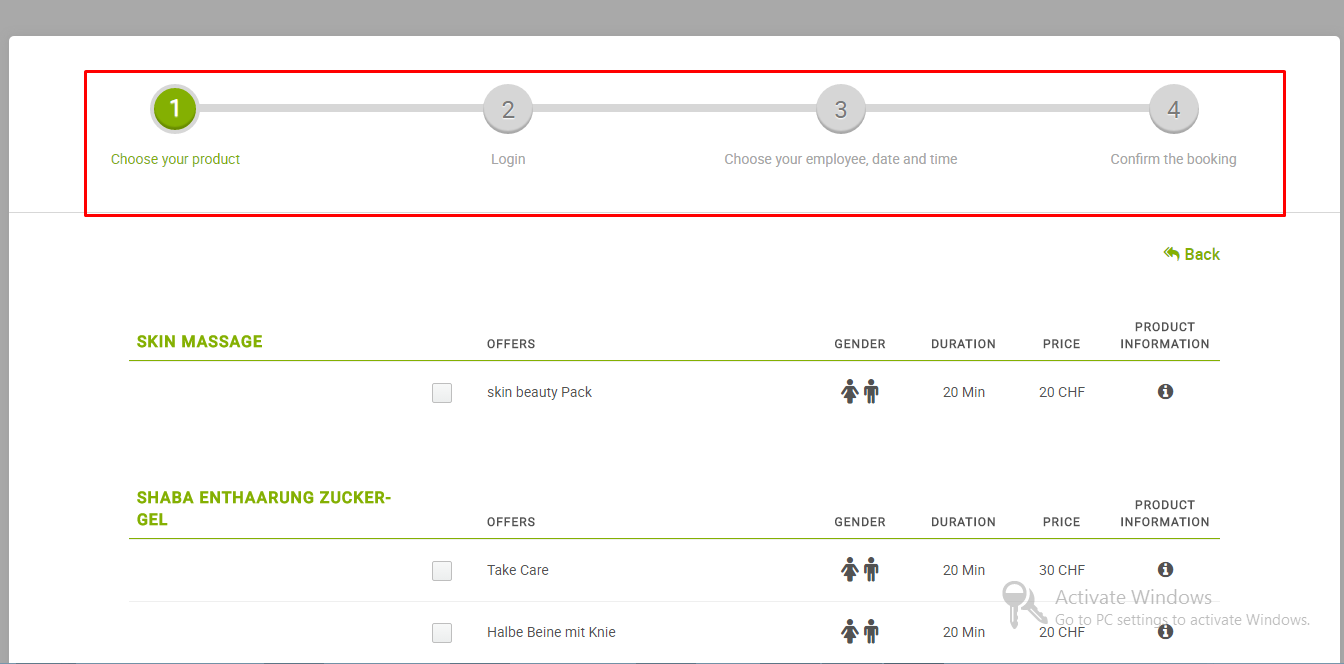 1
2
3
4
Choose your product
Login
Choose your employee, date and time
Confirm the booking
Back
SKIN MASSAGE
OFFERS
GENDER
DURATION
PRICE
PRODUCT
INFORMATION
skin beauty Pack
20 Min
20 CHF
SHABA ENTHAARUNG ZUCKER-
GEL
OFFERS
GENDER
DURATION
PRICE
PRODUCT
INFORMATION
Take Care
20 Min
30 CHF
Halbe Beine mit Knie
20 Min
20 CHF
Activate Windows
Go to PC settings to activate Windows.